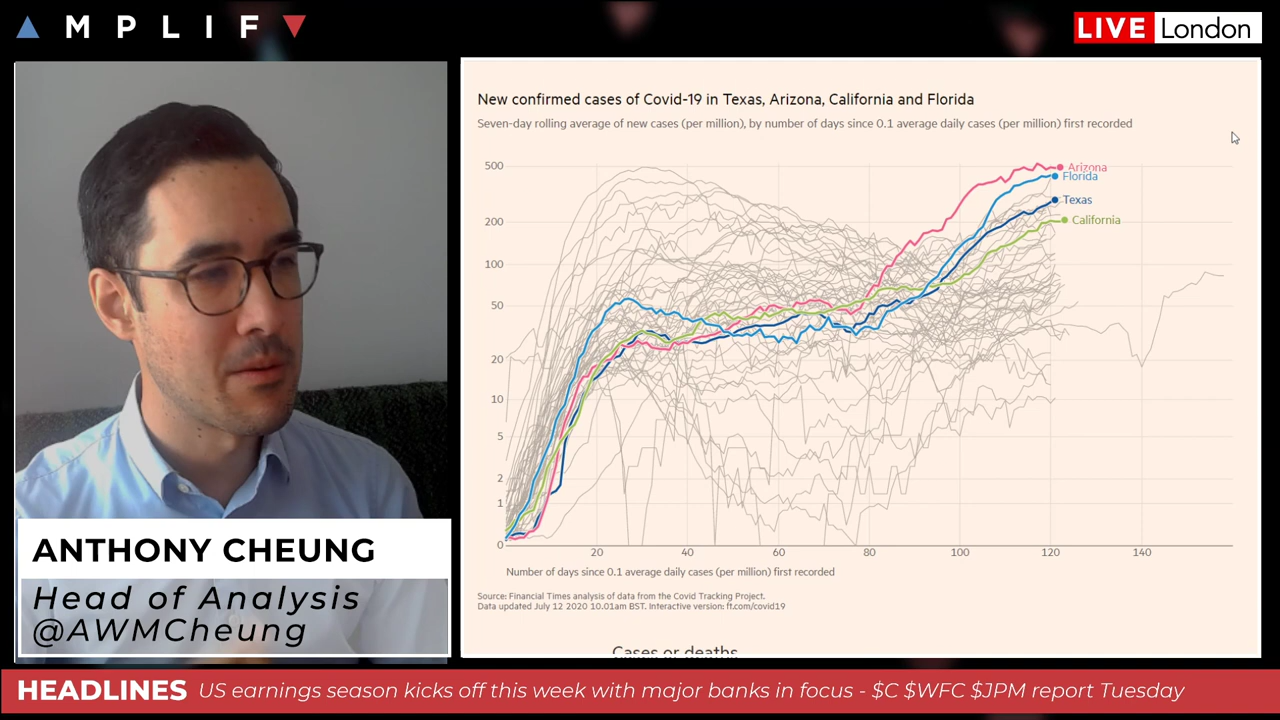 AMPLIFY
LIVE London
New confirmed cases of Covid-19 in Texas, Arizona, California and Florida
Seven-day rolling average of new cases (per million), by number of days since 0.1 average daily cases (per million) first recorded
500
200
100
50
20
10
5
2
1
0
Arizona
Florida
Texas
California
20 40 60 80 100 120 140
Number of days since 0.1 average daily cases (per million) first recorded
Source: Financial Times analysis of data from the Covid Tracking Project.
Data updated July 12 2020 10.01am BST. Interactive version: ft.com/covid19
Cases or deaths
ANTHONY CHEUNG
Head of Analysis
@AWMCheung
HEADLINES US earnings season kicks off this week with major banks in focus - $C $WFC $JPM report Tuesday